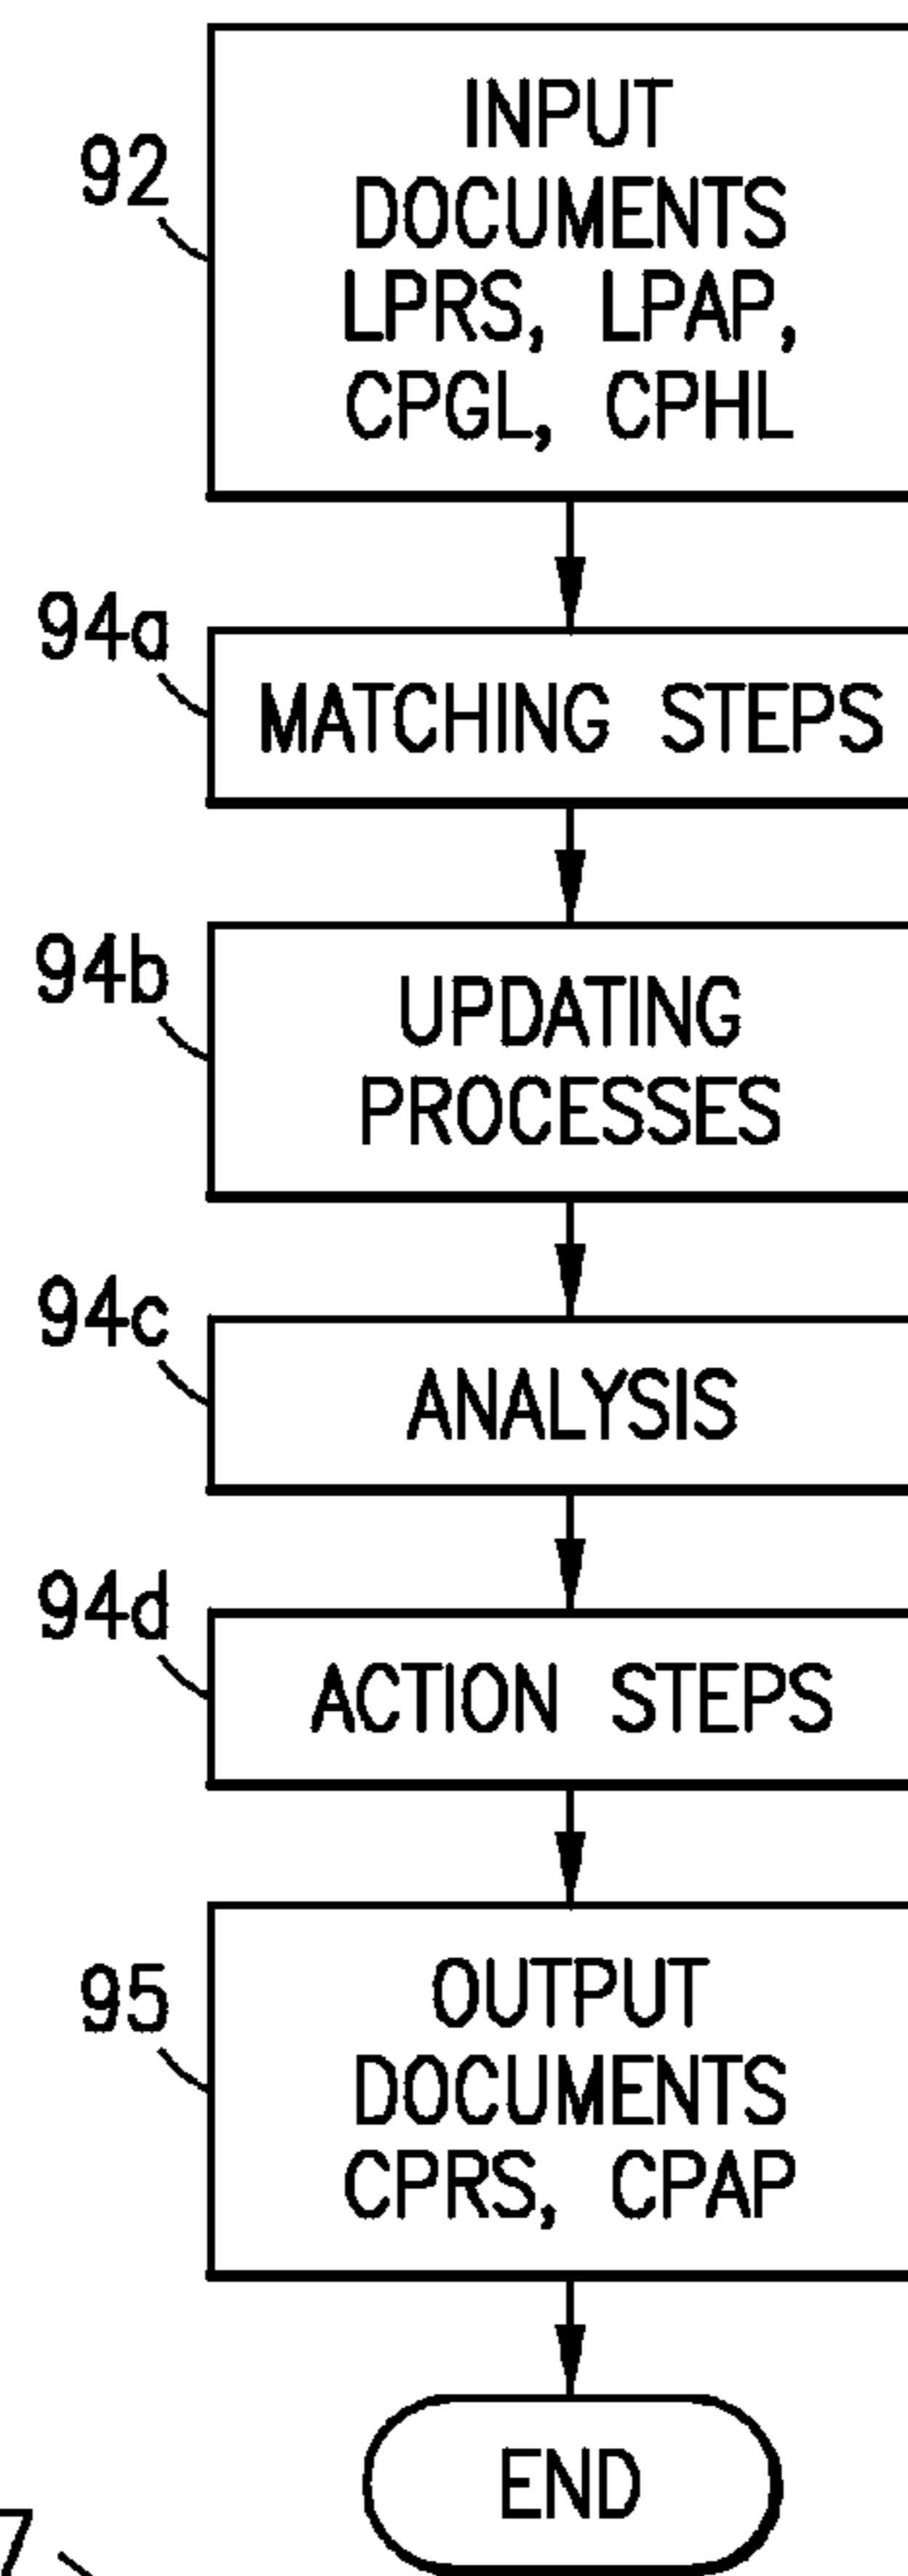 92
INPUT
DOCUMENTS
LPRS, LPAP,
CPGL, CPHL
94a
MATCHING STEPS
94b
UPDATING
PROCESSES
94c
ANALYSIS
94d
ACTION STEPS
95
OUTPUT
DOCUMENTS
CPRS, CPAP
END
7